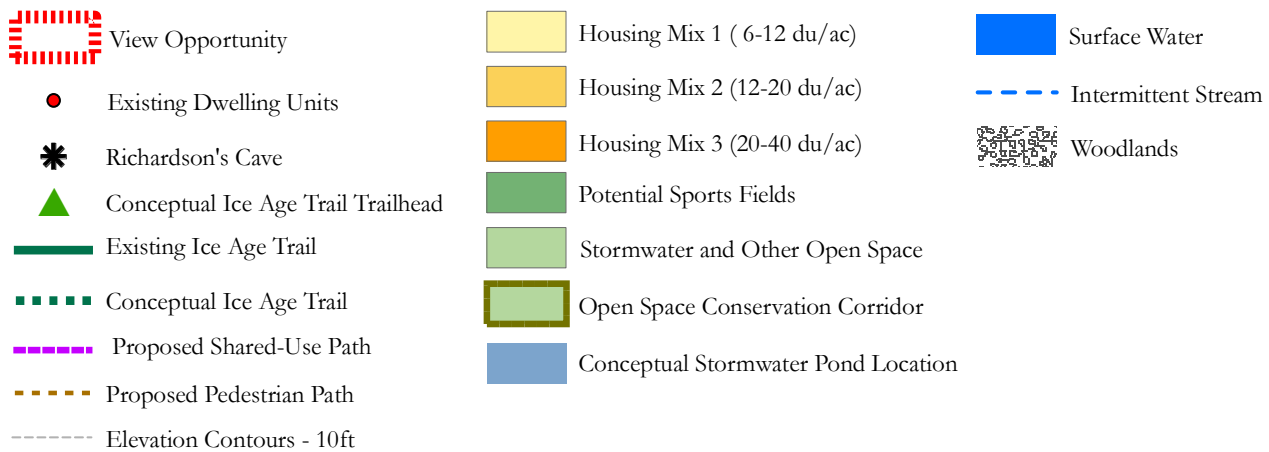 View Opportunity
Existing Dwelling Units
Richardson's Cave
Conceptual Ice Age Trail Trailhead
Existing Ice Age Trail
Conceptual Ice Age Trail
Proposed Shared-Use Path
Proposed Pedestrian Path
Elevation Contours - 10ft
Housing Mix 1 ( 6-12 du/ac)
Housing Mix 2 (12-20 du/ac)
Housing Mix 3 (20-40 du/ac)
Potential Sports Fields
Stormwater and Other Open Space
Open Space Conservation Corridor
Conceptual Stormwater Pond Location
Surface Water
Intermittent Stream
Woodlands